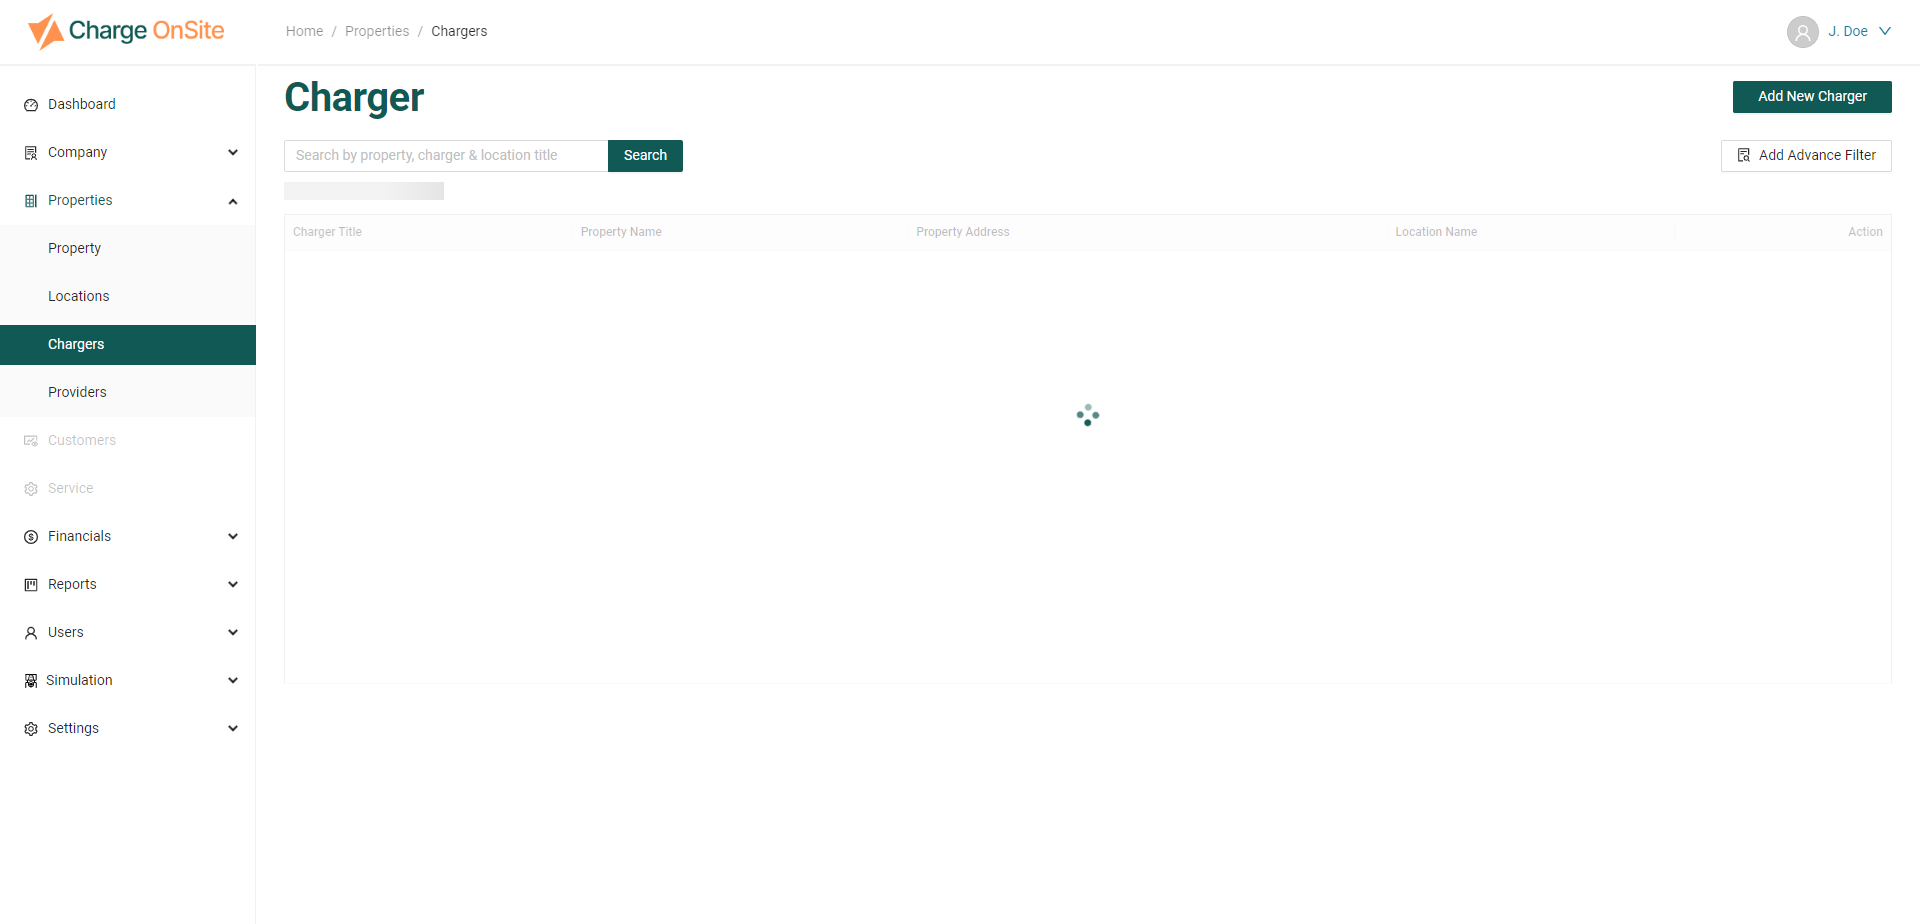 Charge OnSite
Home / Properties / Chargers
J. Doe
Dashboard
Company
Properties
Property
Locations
Chargers
Providers
Customers
Service
Financials
Reports
Users
Simulation
Settings
Charger
Add New Charger
Search by property, charger & location title
Search
Add Advance Filter
Charger Title
Property Name
Property Address
Location Name
Action